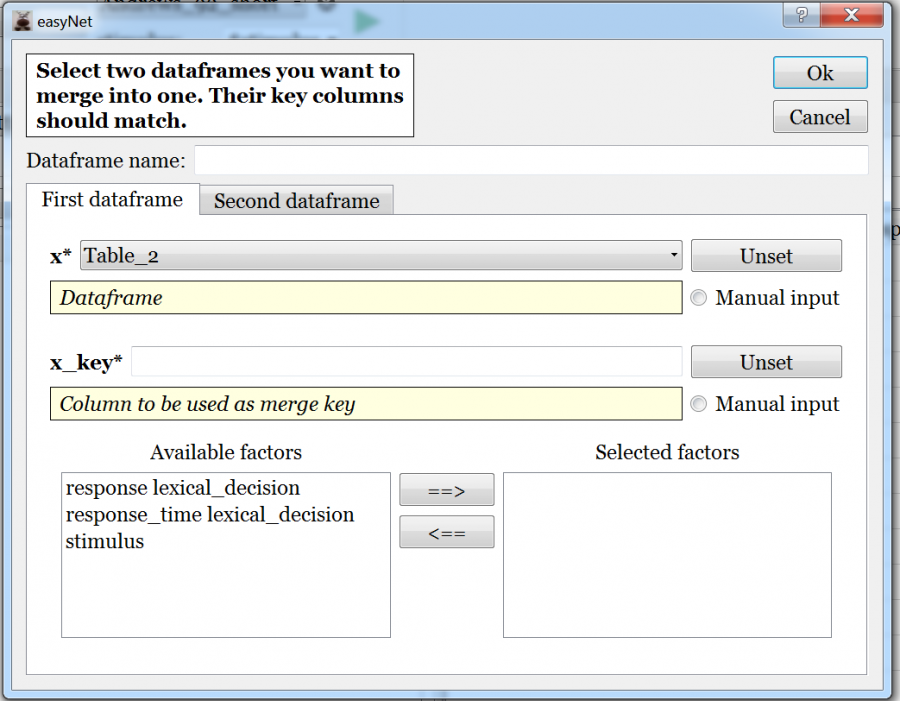 easyNet
?
X
Select two dataframes you want to
merge into one. Their key columns
should match.
Ok
Cancel
Dataframe name:
First dataframe
Second dataframe
x* Table_2
Unset
Dataframe
Manual input
x_key*
Unset
Column to be used as merge key
Manual input
Available factors
Selected factors
response lexical_decision
response_time lexical_decision
stimulus
==>
<==